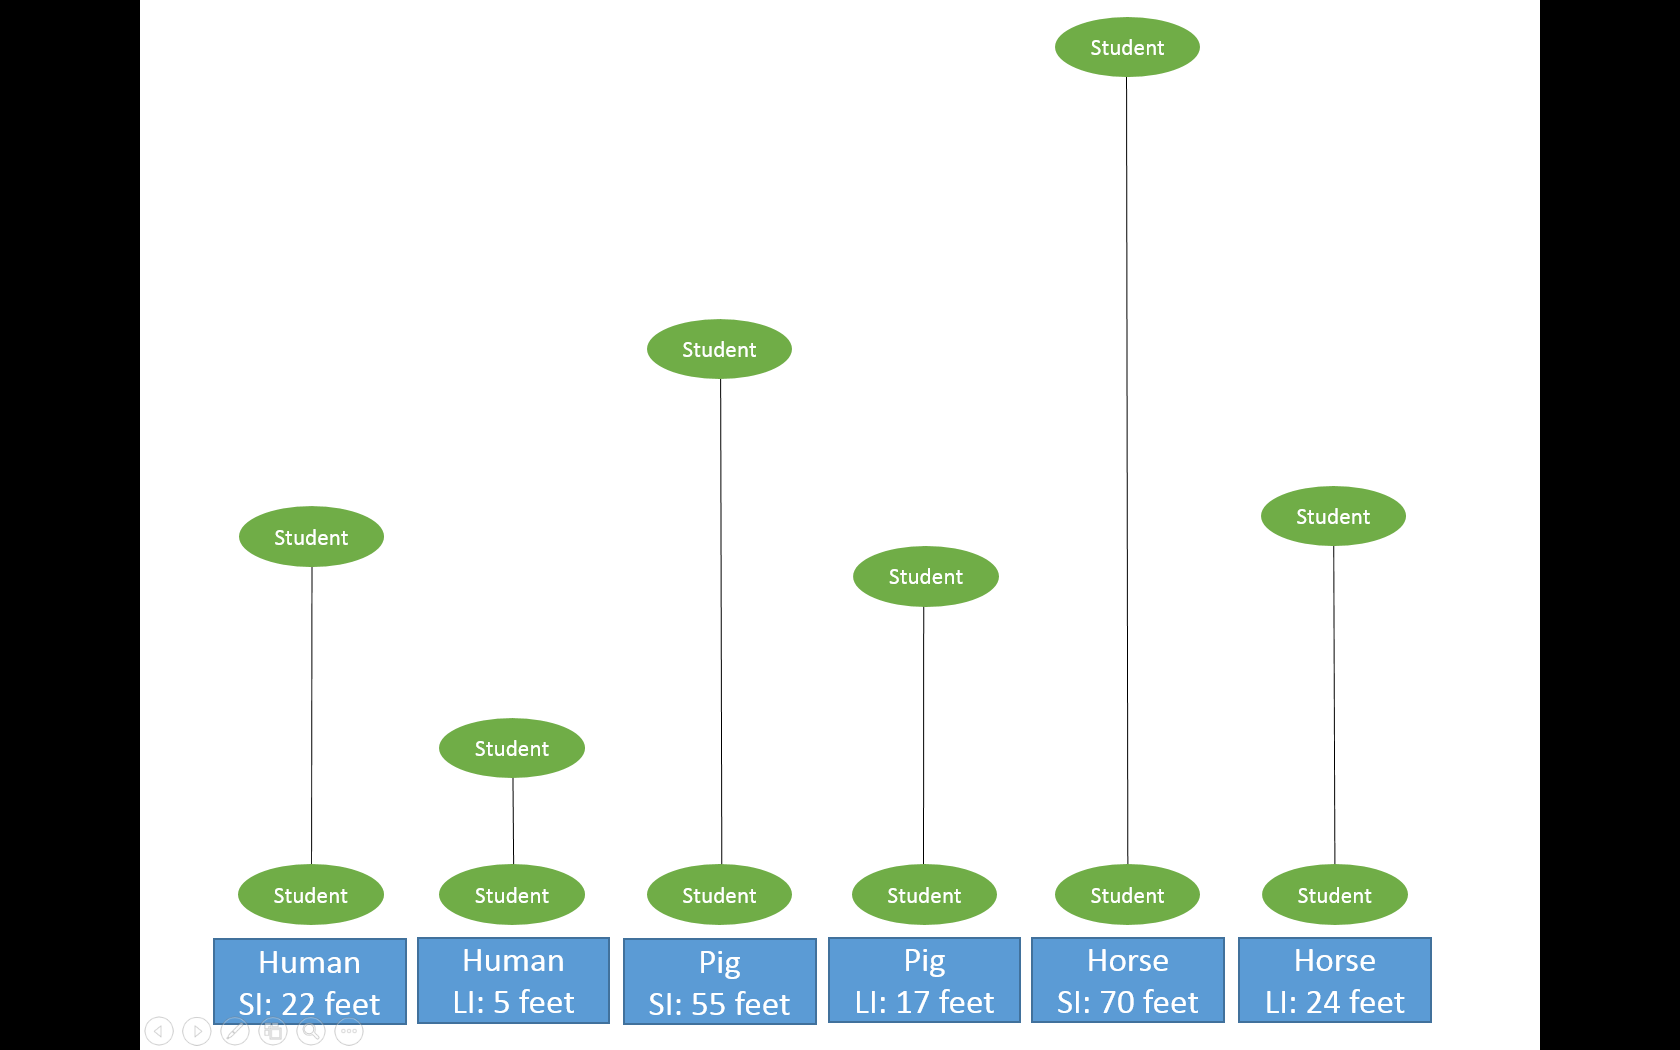 Student
Student
Student
Student
Student
Student
Student
Student
Student
Student
Student
Student
Human
SI: 22 feet
Human
LI: 5 feet
Pig
SI: 55 feet
Pig
LI: 17 feet
Horse
SI: 70 feet
Horse
LI: 24 feet